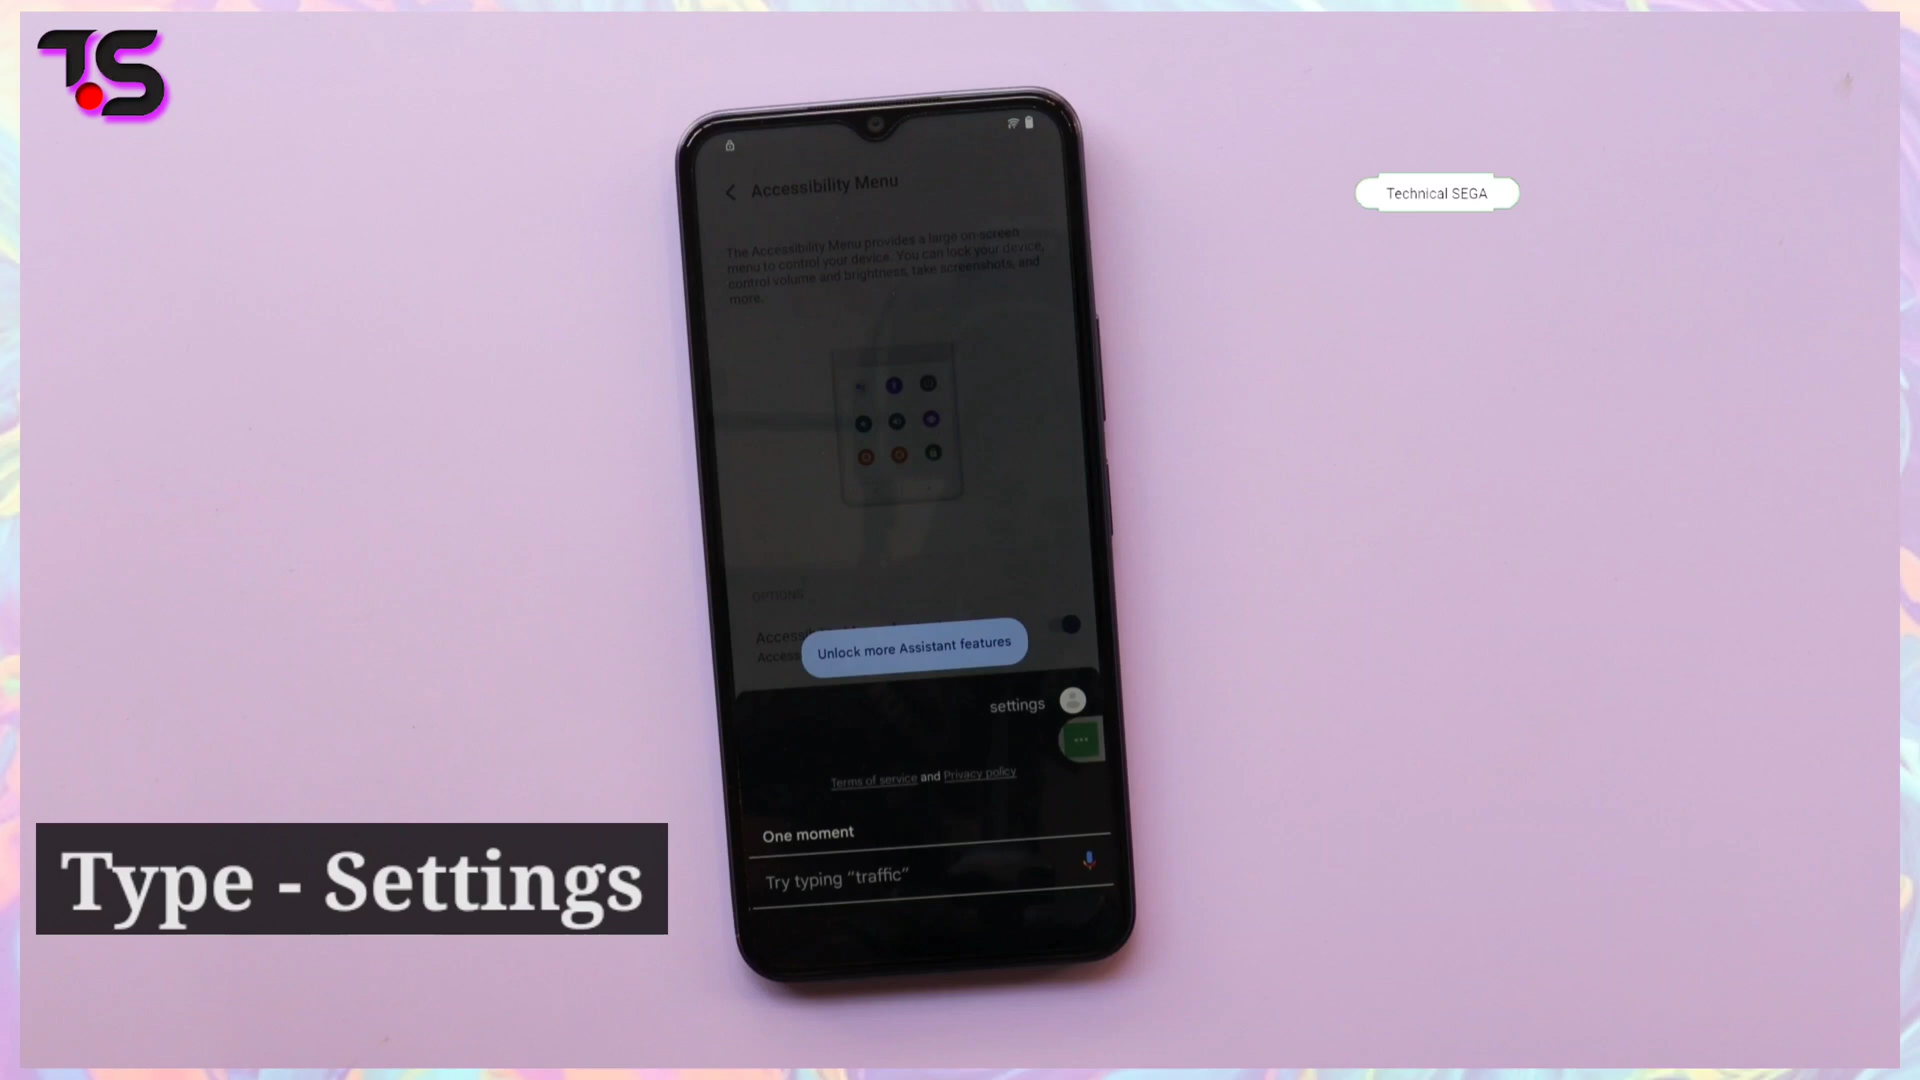 T.S
Technical SEGA
Accessibility Menu
The Accessibility Menu provides a large on-screen
menu to control your device. You can lock your device,
control volume and brightness, take screenshots, and
more.
OPTIONS
Unlock more Assistant features
settings
Terms of service and Privacy policy
One moment
Try typing “traffic”
Type - Settings